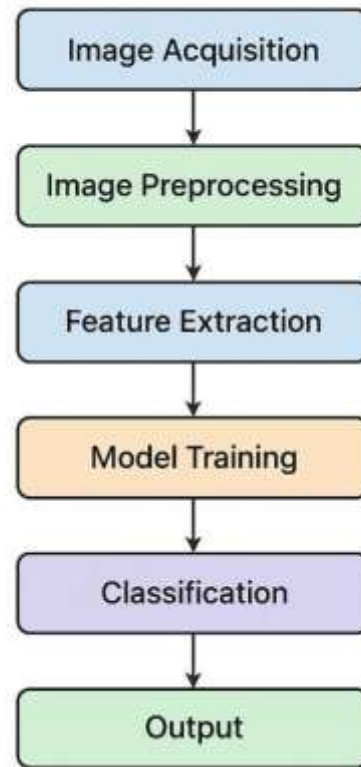 Image Acquisition
Image Preprocessing
Feature Extraction
Model Training
Classification
Output